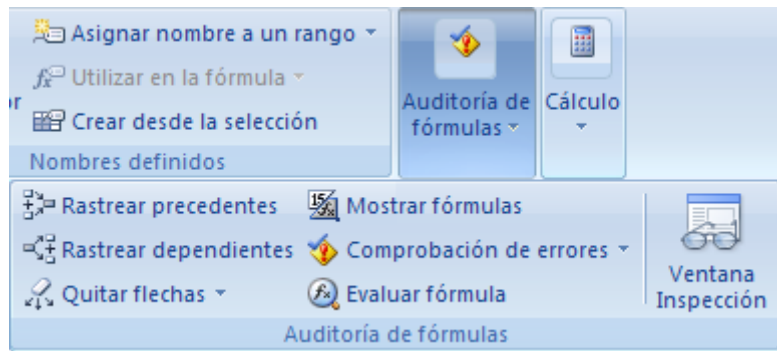 Asignar nombre a un rango
Utilizar en la fórmula
Crear desde la selección
Nombres definidos
Auditoría de
fórmulas
Cálculo
Rastrear precedentes
Mostrar fórmulas
Rastrear dependientes
Comprobación de errores
Quitar flechas
Evaluar fórmula
Ventana
Inspección
Auditoría de fórmulas